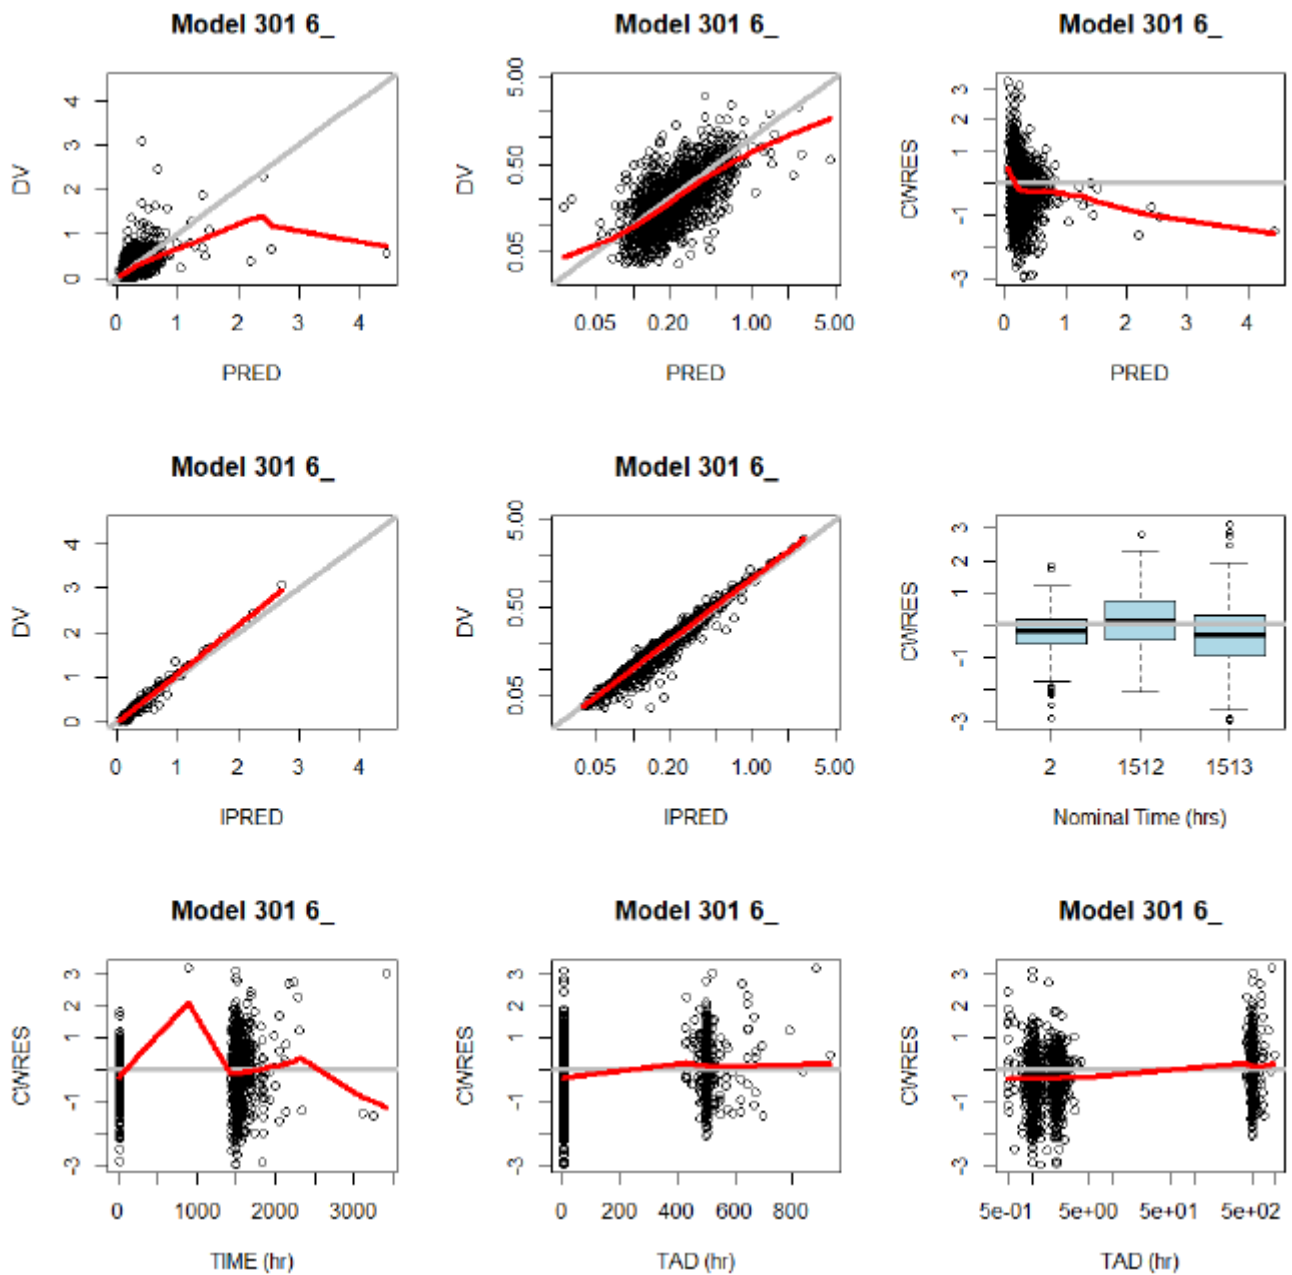 Model 301 6_ Model 301 6_ Model 301 6_
DV
4
3
2
1
0
0 1 2 3 4
PRED
DV
5.00
0.50
0.05
0.05 0.20 1.00 5.00
PRED
CWRES
3
2
1
-1
-3
0 1 2 3 4
PRED
Model 301 6_ Model 301 6_ Model 301 6_
DV
4
3
2
1
0
0 1 2 3 4
IPRED
DV
5.00
0.50
0.05
0.05 0.20 1.00 5.00
IPRED
CWRES
3
2
1
-1
-3
2 1512 1513
Nominal Time (hrs)
Model 301 6_ Model 301 6_ Model 301 6_
CWRES
3
2
1
-1
-3
0 1000 2000 3000
TIME (hr)
CWRES
3
2
1
-1
-3
0 200 400 600 800
TAD (hr)
CWRES
3
2
1
-1
-3
5e-01 5e+00 5e+01 5e+02
TAD (hr)